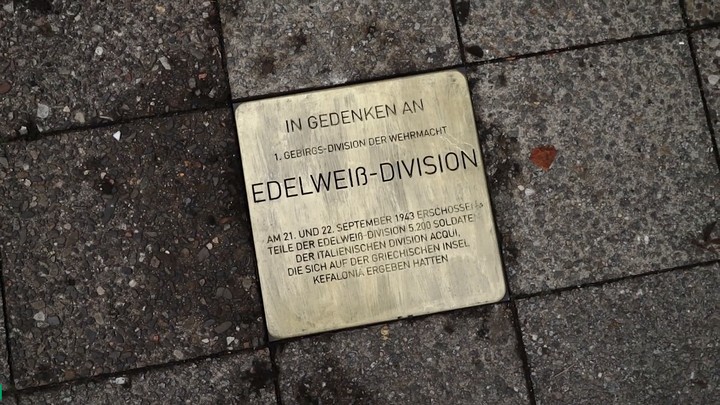 IN GEDENKEN AN
1. GEBIRGS-DIVISION DER WEHRMACHT
EDELWEIß-DIVISION
AM 21. UND 22. SEPTEMBER 1943 ERSCHOSSEN
TEILE DER EDELWEIß-DIVISION 5.200 SOLDATEN
DER ITALIENISCHEN DIVISION ACQUI,
DIE SICH AUF DER GRIECHISCHEN INSEL
KEFALONIA ERGEBEN HATTEN